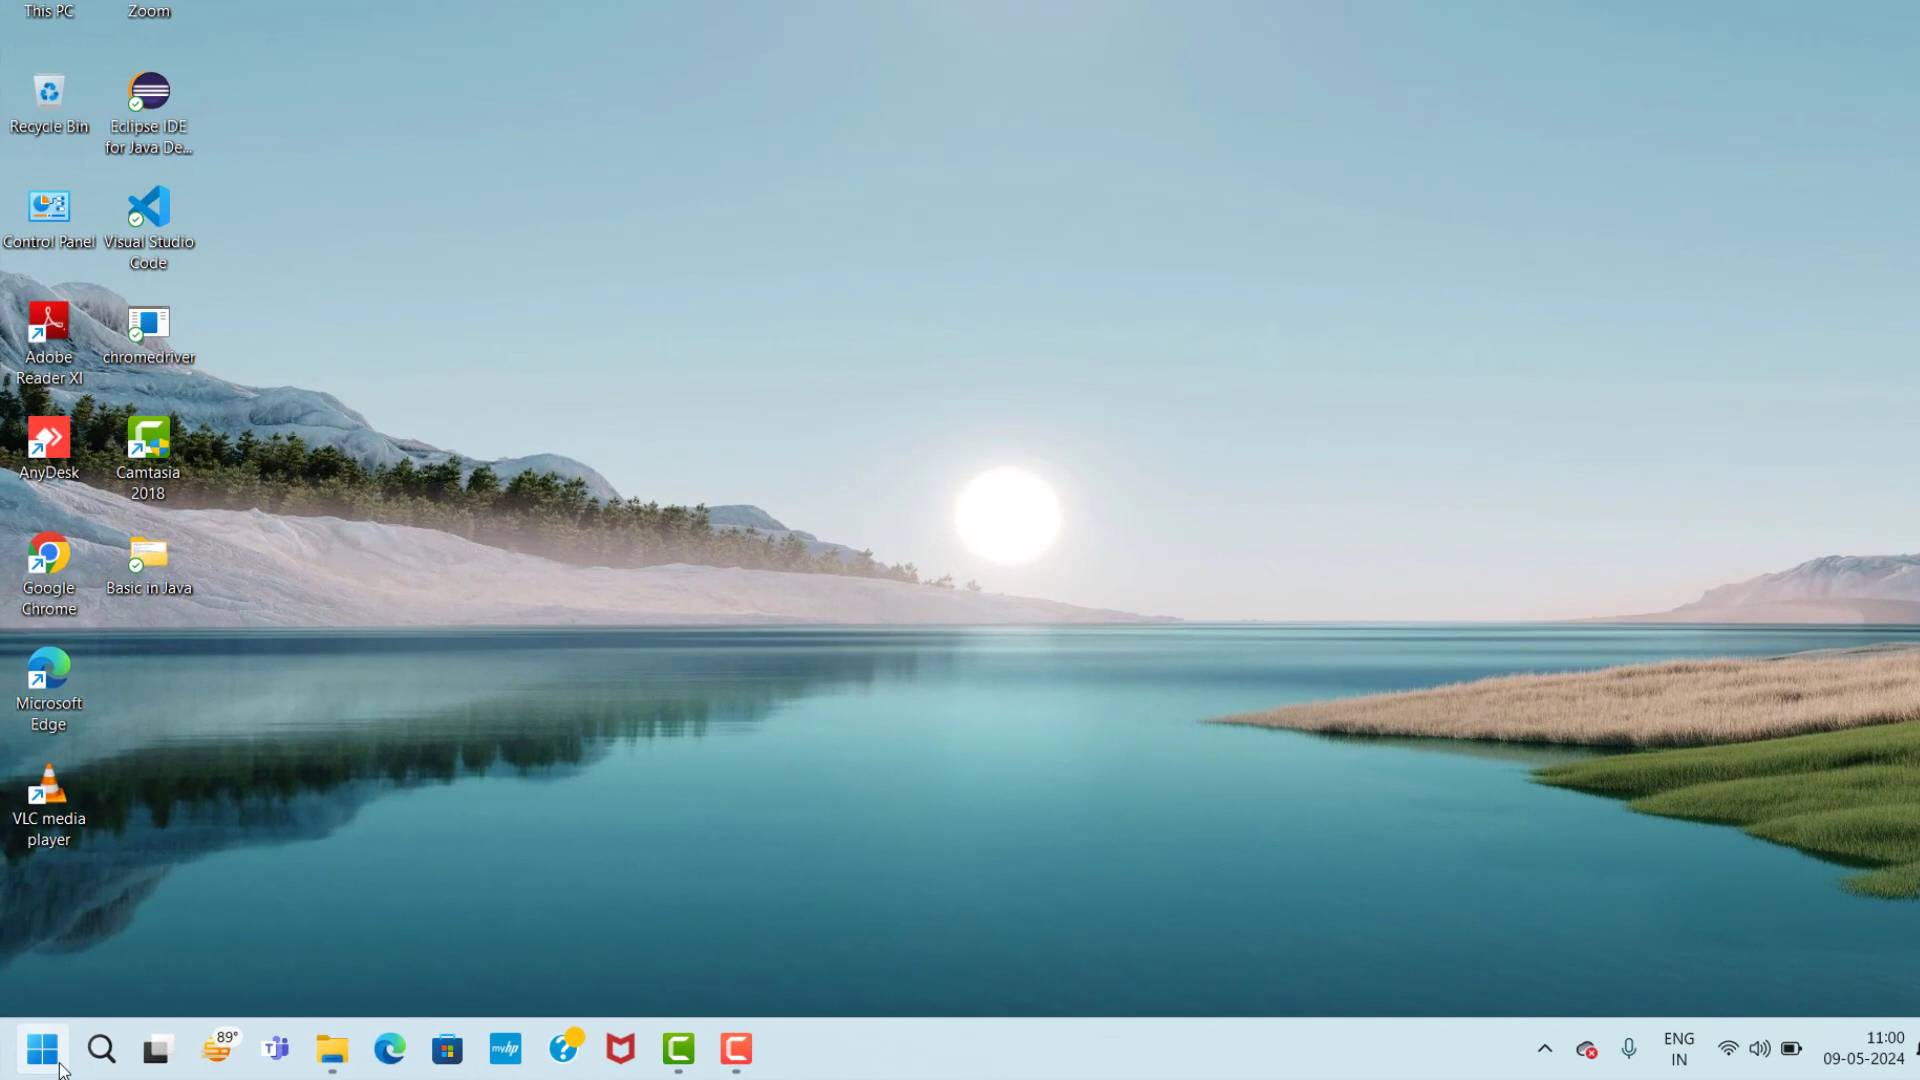 This PC
Zoom
Recycle Bin
Eclipse IDE
for Java De...
Control Panel
Visual Studio
Code
Adobe
Reader XI
chromedriver
AnyDesk
Camtasia
2018
Google
Chrome
Basic in Java
Microsoft
Edge
VLC media
player
89°
T
myhp
?
ENG
IN
11:00
09-05-2024